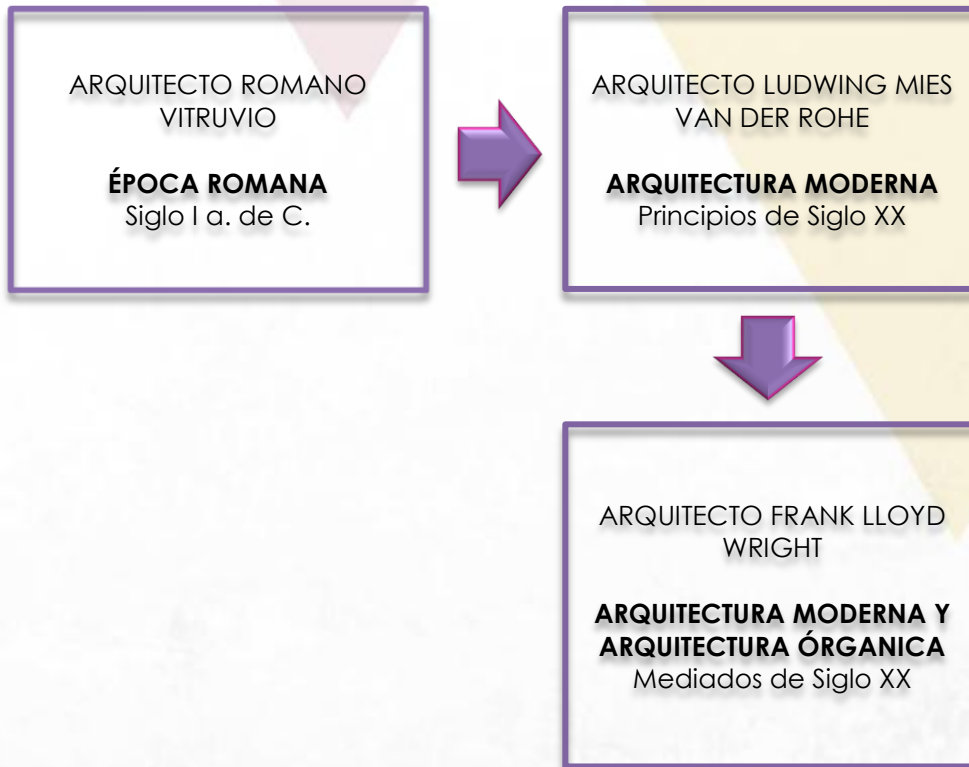 ARQUITECTO ROMANO
VITRUVIO
ÉPOCA ROMANA
Siglo I a. de C.
ARQUITECTO LUDWING MIES
VAN DER ROHE
ARQUITECTURA MODERNA
Principios de Siglo XX
ARQUITECTO FRANK LLOYD
WRIGHT
ARQUITECTURA MODERNA Y
ARQUITECTURA ÓRGANICA
Mediados de Siglo XX